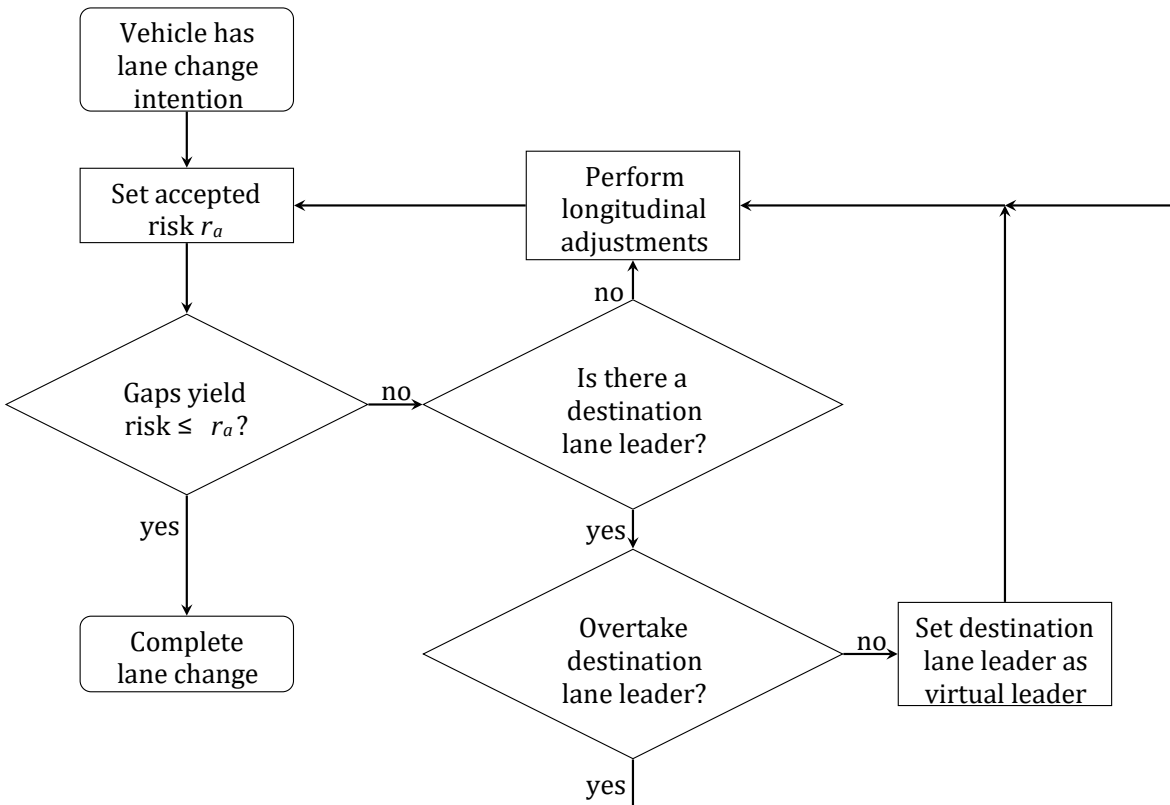 Vehicle has
lane change
intention
Set accepted
risk rₐ
Perform
longitudinal
adjustments
no
Gaps yield
risk ≤ rₐ?
no
Is there a
destination
lane leader?
yes
yes
Complete
lane change
Overtake
destination
lane leader?
no
Set destination
lane leader as
virtual leader
yes